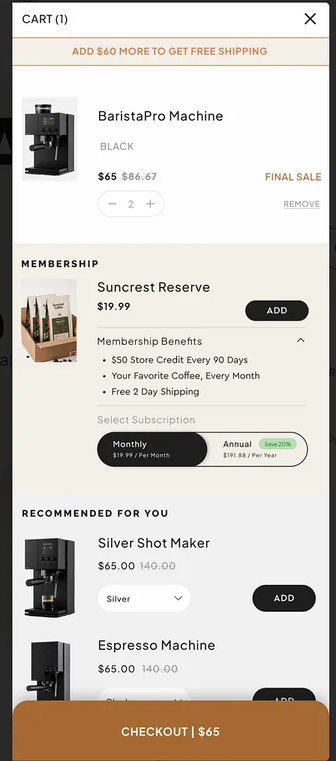 CART (1)
ADD $60 MORE TO GET FREE SHIPPING
BaristaPro Machine
BLACK
$65 $86.67 FINAL SALE
2 REMOVE
MEMBERSHIP
Suncrest Reserve
$19.99
ADD
Membership Benefits
• $50 Store Credit Every 90 Days
• Your Favorite Coffee, Every Month
• Free 2 Day Shipping
Select Subscription
Monthly Annual Save 20%
$19.99 / Per Month $191.88 / Per Year
RECOMMENDED FOR YOU
Silver Shot Maker
$65.00 140.00
Silver ADD
Espresso Machine
$65.00 140.00
ADD
CHECKOUT | $65